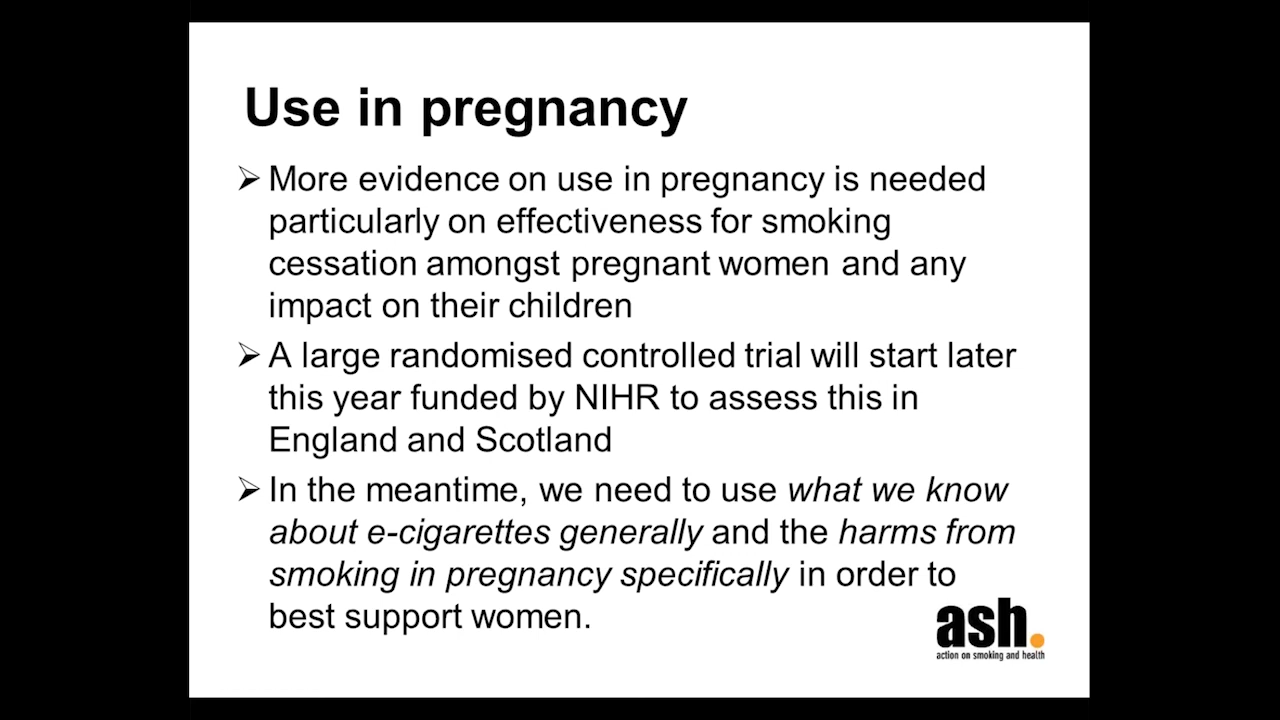 Use in pregnancy
➢ More evidence on use in pregnancy is needed
particularly on effectiveness for smoking
cessation amongst pregnant women and any
impact on their children
➢ A large randomised controlled trial will start later
this year funded by NIHR to assess this in
England and Scotland
➢ In the meantime, we need to use what we know
about e-cigarettes generally and the harms from
smoking in pregnancy specifically in order to
best support women.
ash.
action on smoking and health